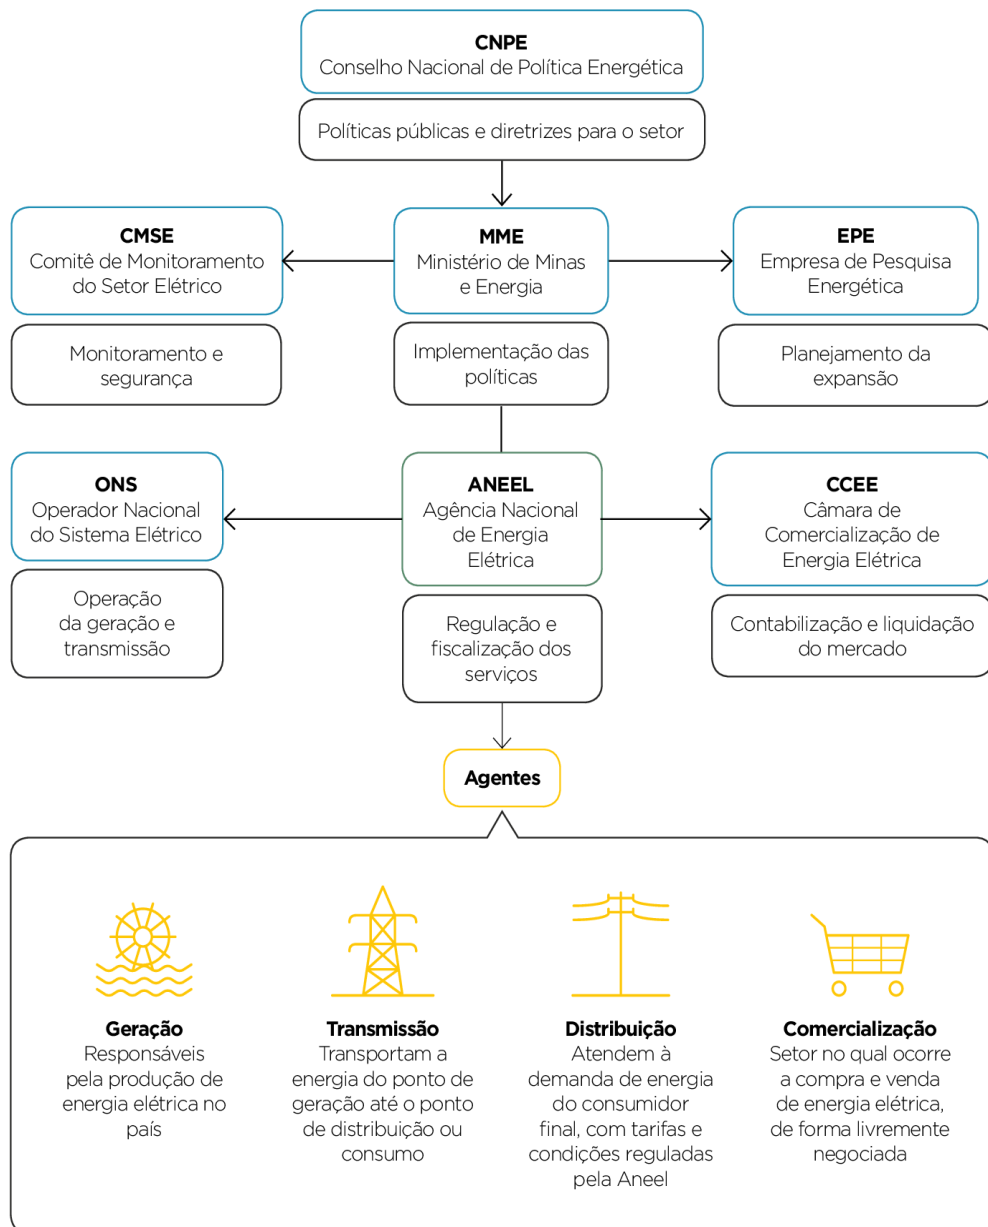 CNPE
Conselho Nacional de Política Energética
Políticas públicas e diretrizes para o setor
CMSE
Comitê de Monitoramento
do Setor Elétrico
Monitoramento e
segurança
MME
Ministério de Minas
e Energia
Implementação das
políticas
EPE
Empresa de Pesquisa
Energética
Planejamento da
expansão
ONS
Operador Nacional
do Sistema Elétrico
Operação
da geração e
transmissão
ANEEL
Agência Nacional
de Energia
Elétrica
Regulação e
fiscalização dos
serviços
CCEE
Câmara de
Comercialização de
Energia Elétrica
Contabilização e liquidação
do mercado
Agentes
Geração
Responsáveis
pela produção de
energia elétrica no
país
Transmissão
Transportam a
energia do ponto de
geração até o ponto
de distribuição ou
consumo
Distribuição
Atendem à
demanda de energia
do consumidor
final, com tarifas e
condições reguladas
pela Aneel
Comercialização
Setor no qual ocorre
a compra e venda
de energia elétrica,
de forma livremente
negociada